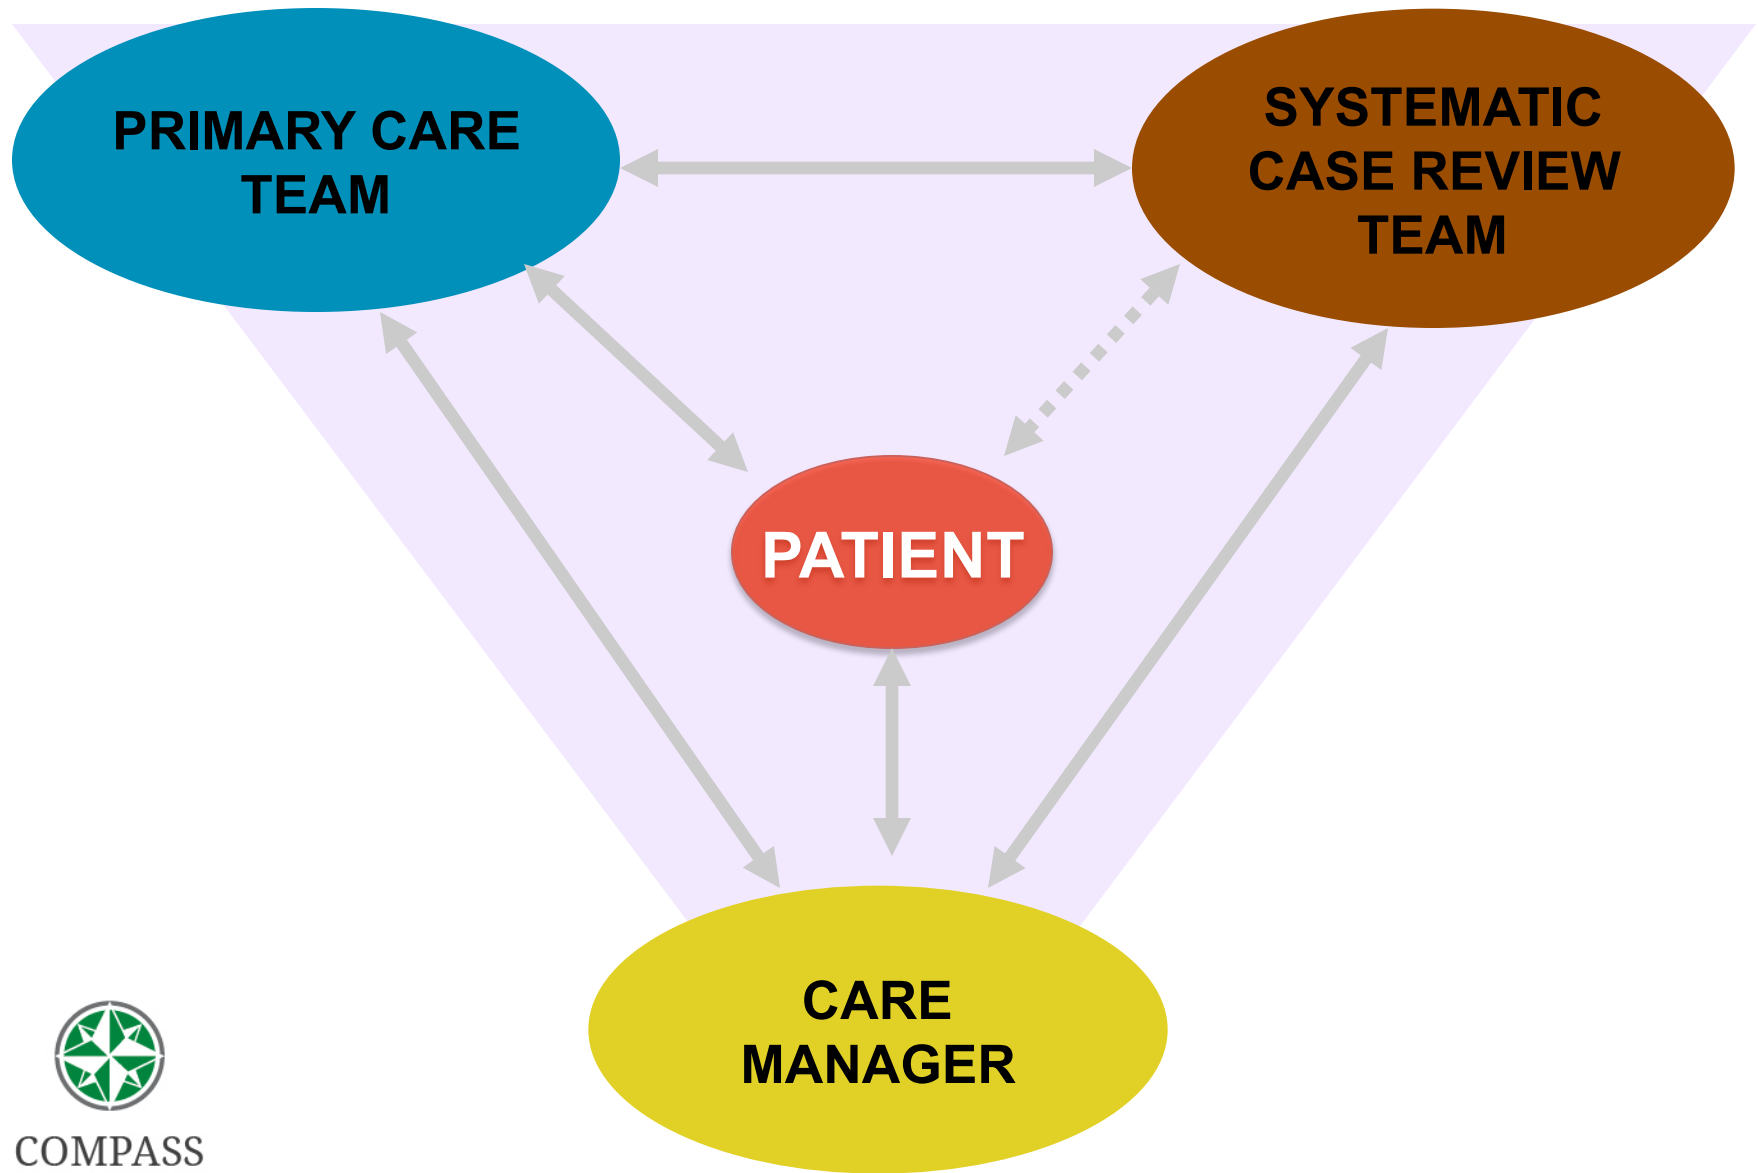 PRIMARY CARE
TEAM
SYSTEMATIC
CASE REVIEW
TEAM
PATIENT
CARE
MANAGER
COMPASS